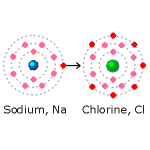 Sodium, Na
Chlorine, Cl